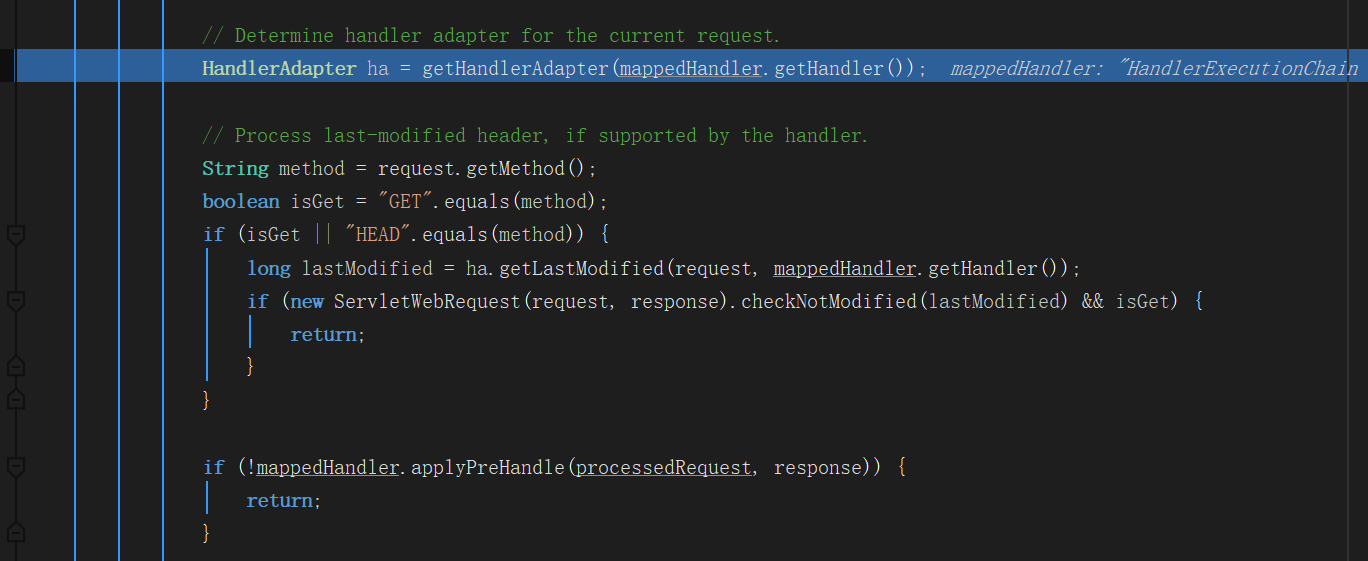 // Determine handler adapter for the current request.
HandlerAdapter ha = getHandlerAdapter(mappedHandler.getHandler());  mappedHandler: "HandlerExecutionChain
// Process last-modified header, if supported by the handler.
String method = request.getMethod();
boolean isGet = "GET".equals(method);
if (isGet || "HEAD".equals(method)) {
long lastModified = ha.getLastModified(request, mappedHandler.getHandler());
if (new ServletWebRequest(request, response).checkNotModified(lastModified) && isGet) {
return;
}
}
if (!mappedHandler.applyPreHandle(processedRequest, response)) {
return;
}